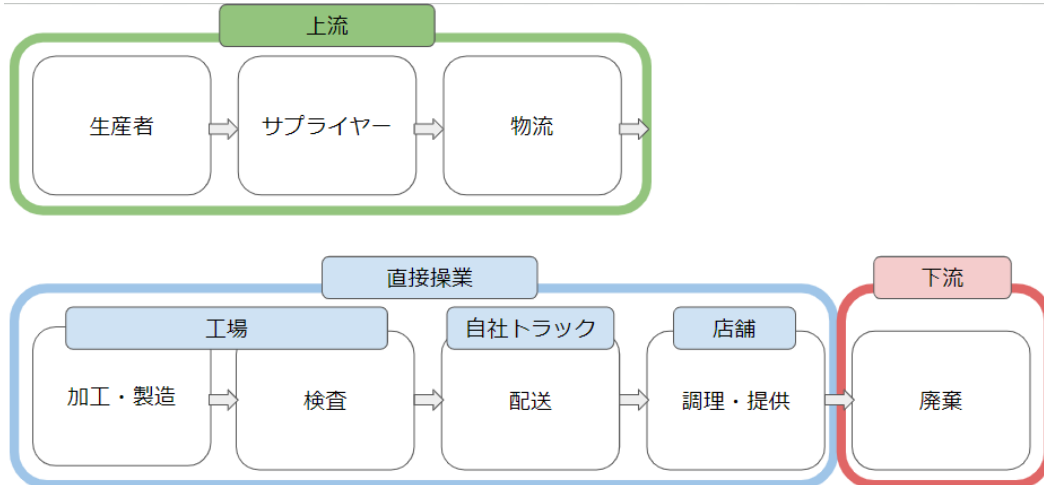 上流
生産者
サプライヤー
物流
直接操業
下流
工場
自社トラック
店舗
加工・製造
検査
配送
調理・提供
廃棄